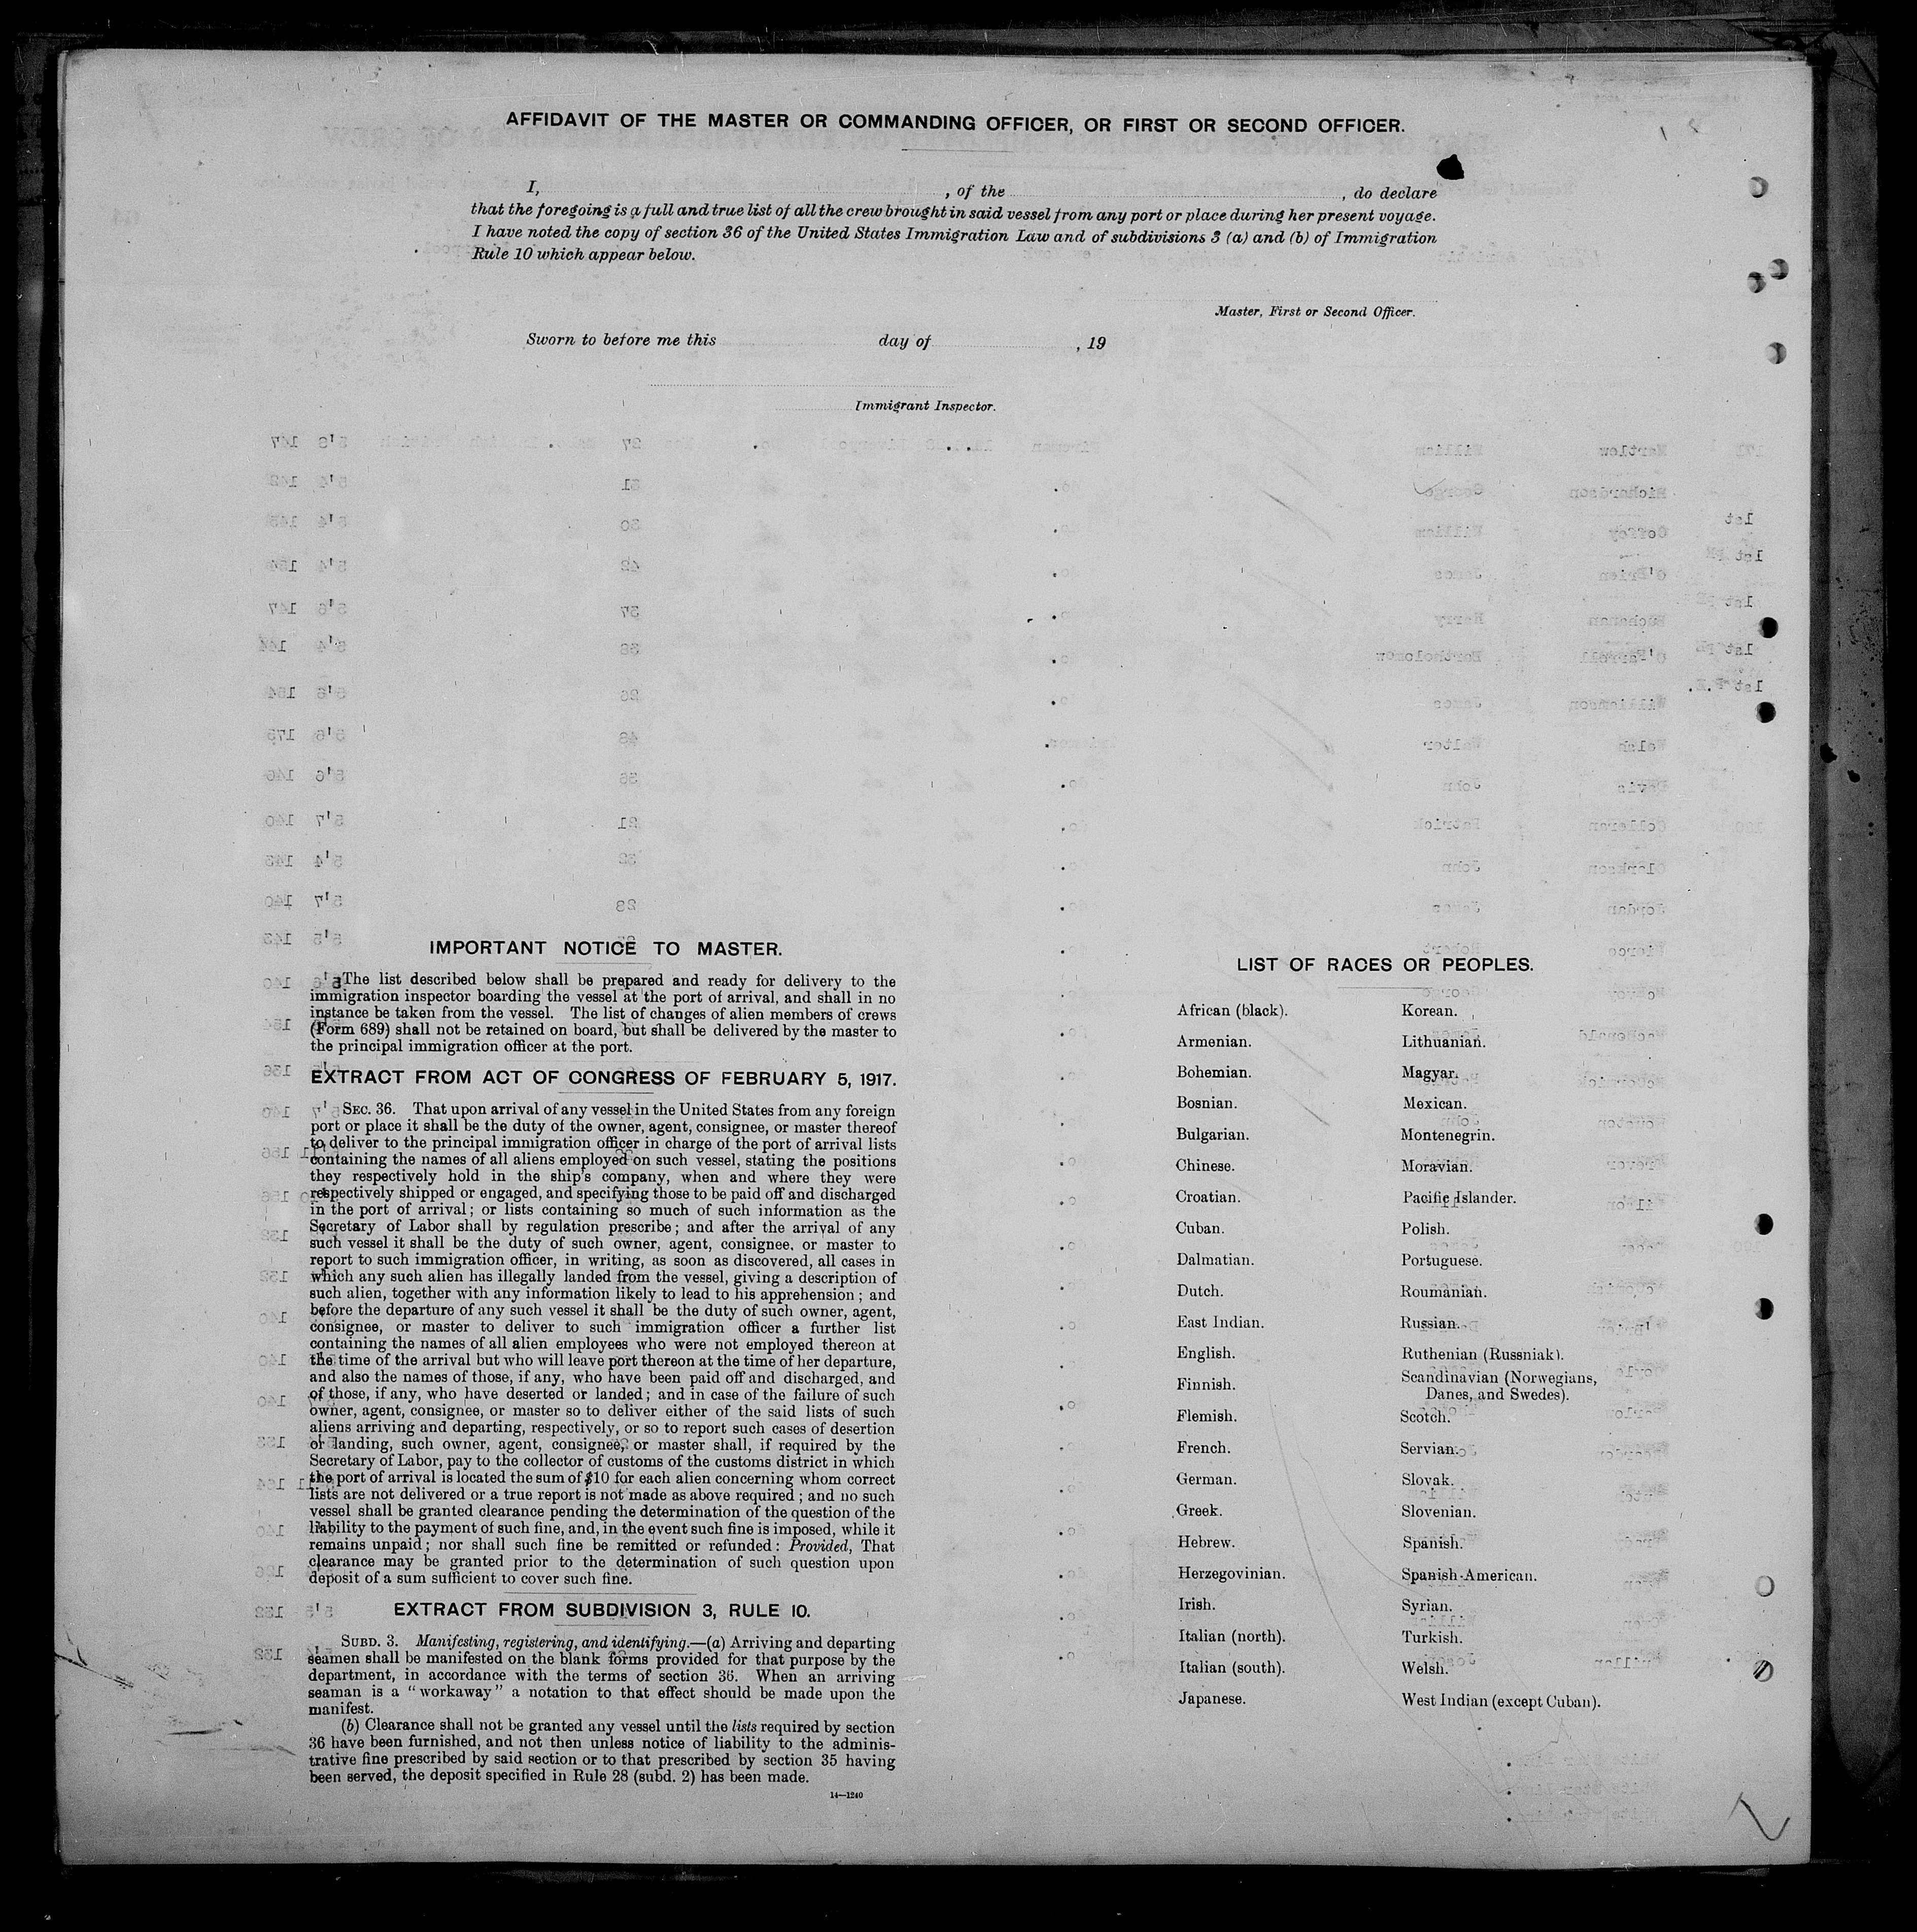 AFFIDAVIT OF THE MASTER OR COMMANDING OFFICER, OR FIRST OR SECOND OFFICER.
I, , of the , do declare
that the foregoing is a full and true list of all the crew brought in said vessel from any port or place during her present voyage.
I have noted the copy of section 36 of the United States Immigration Law and of subdivisions 3 (a) and (b) of Immigration
Rule 10 which appear below.
Master, First or Second Officer.
Sworn to before me this day of , 19
Immigrant Inspector.
IMPORTANT NOTICE TO MASTER.
The list described below shall be prepared and ready for delivery to the
immigration inspector boarding the vessel at the port of arrival, and shall in no
instance be taken from the vessel. The list of changes of alien members of crews
(Form 689) shall not be retained on board, but shall be delivered by the master to
the principal immigration officer at the port.
EXTRACT FROM ACT OF CONGRESS OF FEBRUARY 5, 1917.
SEC. 36. That upon arrival of any vessel in the United States from any foreign
port or place it shall be the duty of the owner, agent, consignee, or master thereof
to deliver to the principal immigration officer in charge of the port of arrival lists
containing the names of all aliens employed on such vessel, stating the positions
they respectively hold in the ship's company, when and where they were
respectively shipped or engaged, and specifying those to be paid off and discharged
in the port of arrival; or lists containing so much of such information as the
Secretary of Labor shall by regulation prescribe; and after the arrival of any
such vessel it shall be the duty of such owner, agent, consignee, or master to
report to such immigration officer, in writing, as soon as discovered, all cases in
which any such alien has illegally landed from the vessel, giving a description of
such alien, together with any information likely to lead to his apprehension; and
before the departure of any such vessel it shall be the duty of such owner, agent,
consignee, or master to deliver to such immigration officer a further list
containing the names of all alien employees who were not employed thereon at
the time of the arrival but who will leave port thereon at the time of her departure,
and also the names of those, if any, who have been paid off and discharged, and
of those, if any, who have deserted or landed; and in case of the failure of such
owner, agent, consignee, or master so to deliver either of the said lists of such
aliens arriving and departing, respectively, or so to report such cases of desertion
or landing, such owner, agent, consignee, or master shall, if required by the
Secretary of Labor, pay to the collector of customs of the customs district in which
the port of arrival is located the sum of $10 for each alien concerning whom correct
lists are not delivered or a true report is not made as above required; and no such
vessel shall be granted clearance pending the determination of the question of the
liability to the payment of such fine, and, in the event such fine is imposed, while it
remains unpaid; nor shall such fine be remitted or refunded: Provided, That
clearance may be granted prior to the determination of such question upon
deposit of a sum sufficient to cover such fine.
EXTRACT FROM SUBDIVISION 3, RULE 10.
SUBD. 3. Manifesting, registering, and identifying.—(a) Arriving and departing
seamen shall be manifested on the blank forms provided for that purpose by the
department, in accordance with the terms of section 36. When an arriving
seaman is a "workaway" a notation to that effect should be made upon the
manifest.
(b) Clearance shall not be granted any vessel until the lists required by section
36 have been furnished, and not then unless notice of liability to the adminis-
trative fine prescribed by said section or to that prescribed by section 35 having
been served, the deposit specified in Rule 28 (subd. 2) has been made.
14—1240
LIST OF RACES OR PEOPLES.
African (black).
Armenian.
Bohemian.
Bosnian.
Bulgarian.
Chinese.
Croatian.
Cuban.
Dalmatian.
Dutch.
East Indian.
English.
Finnish.
Flemish.
French.
German.
Greek.
Hebrew.
Herzegovinian.
Irish.
Italian (north).
Italian (south).
Japanese.
Korean.
Lithuanian.
Magyar.
Mexican.
Montenegrin.
Moravian.
Pacific Islander.
Polish.
Portuguese.
Roumanian.
Russian.
Ruthenian (Russniak).
Scandinavian (Norwegians,
Danes, and Swedes).
Scotch.
Servian.
Slovak.
Slovenian.
Spanish.
Spanish-American.
Syrian.
Turkish.
Welsh.
West Indian (except Cuban).